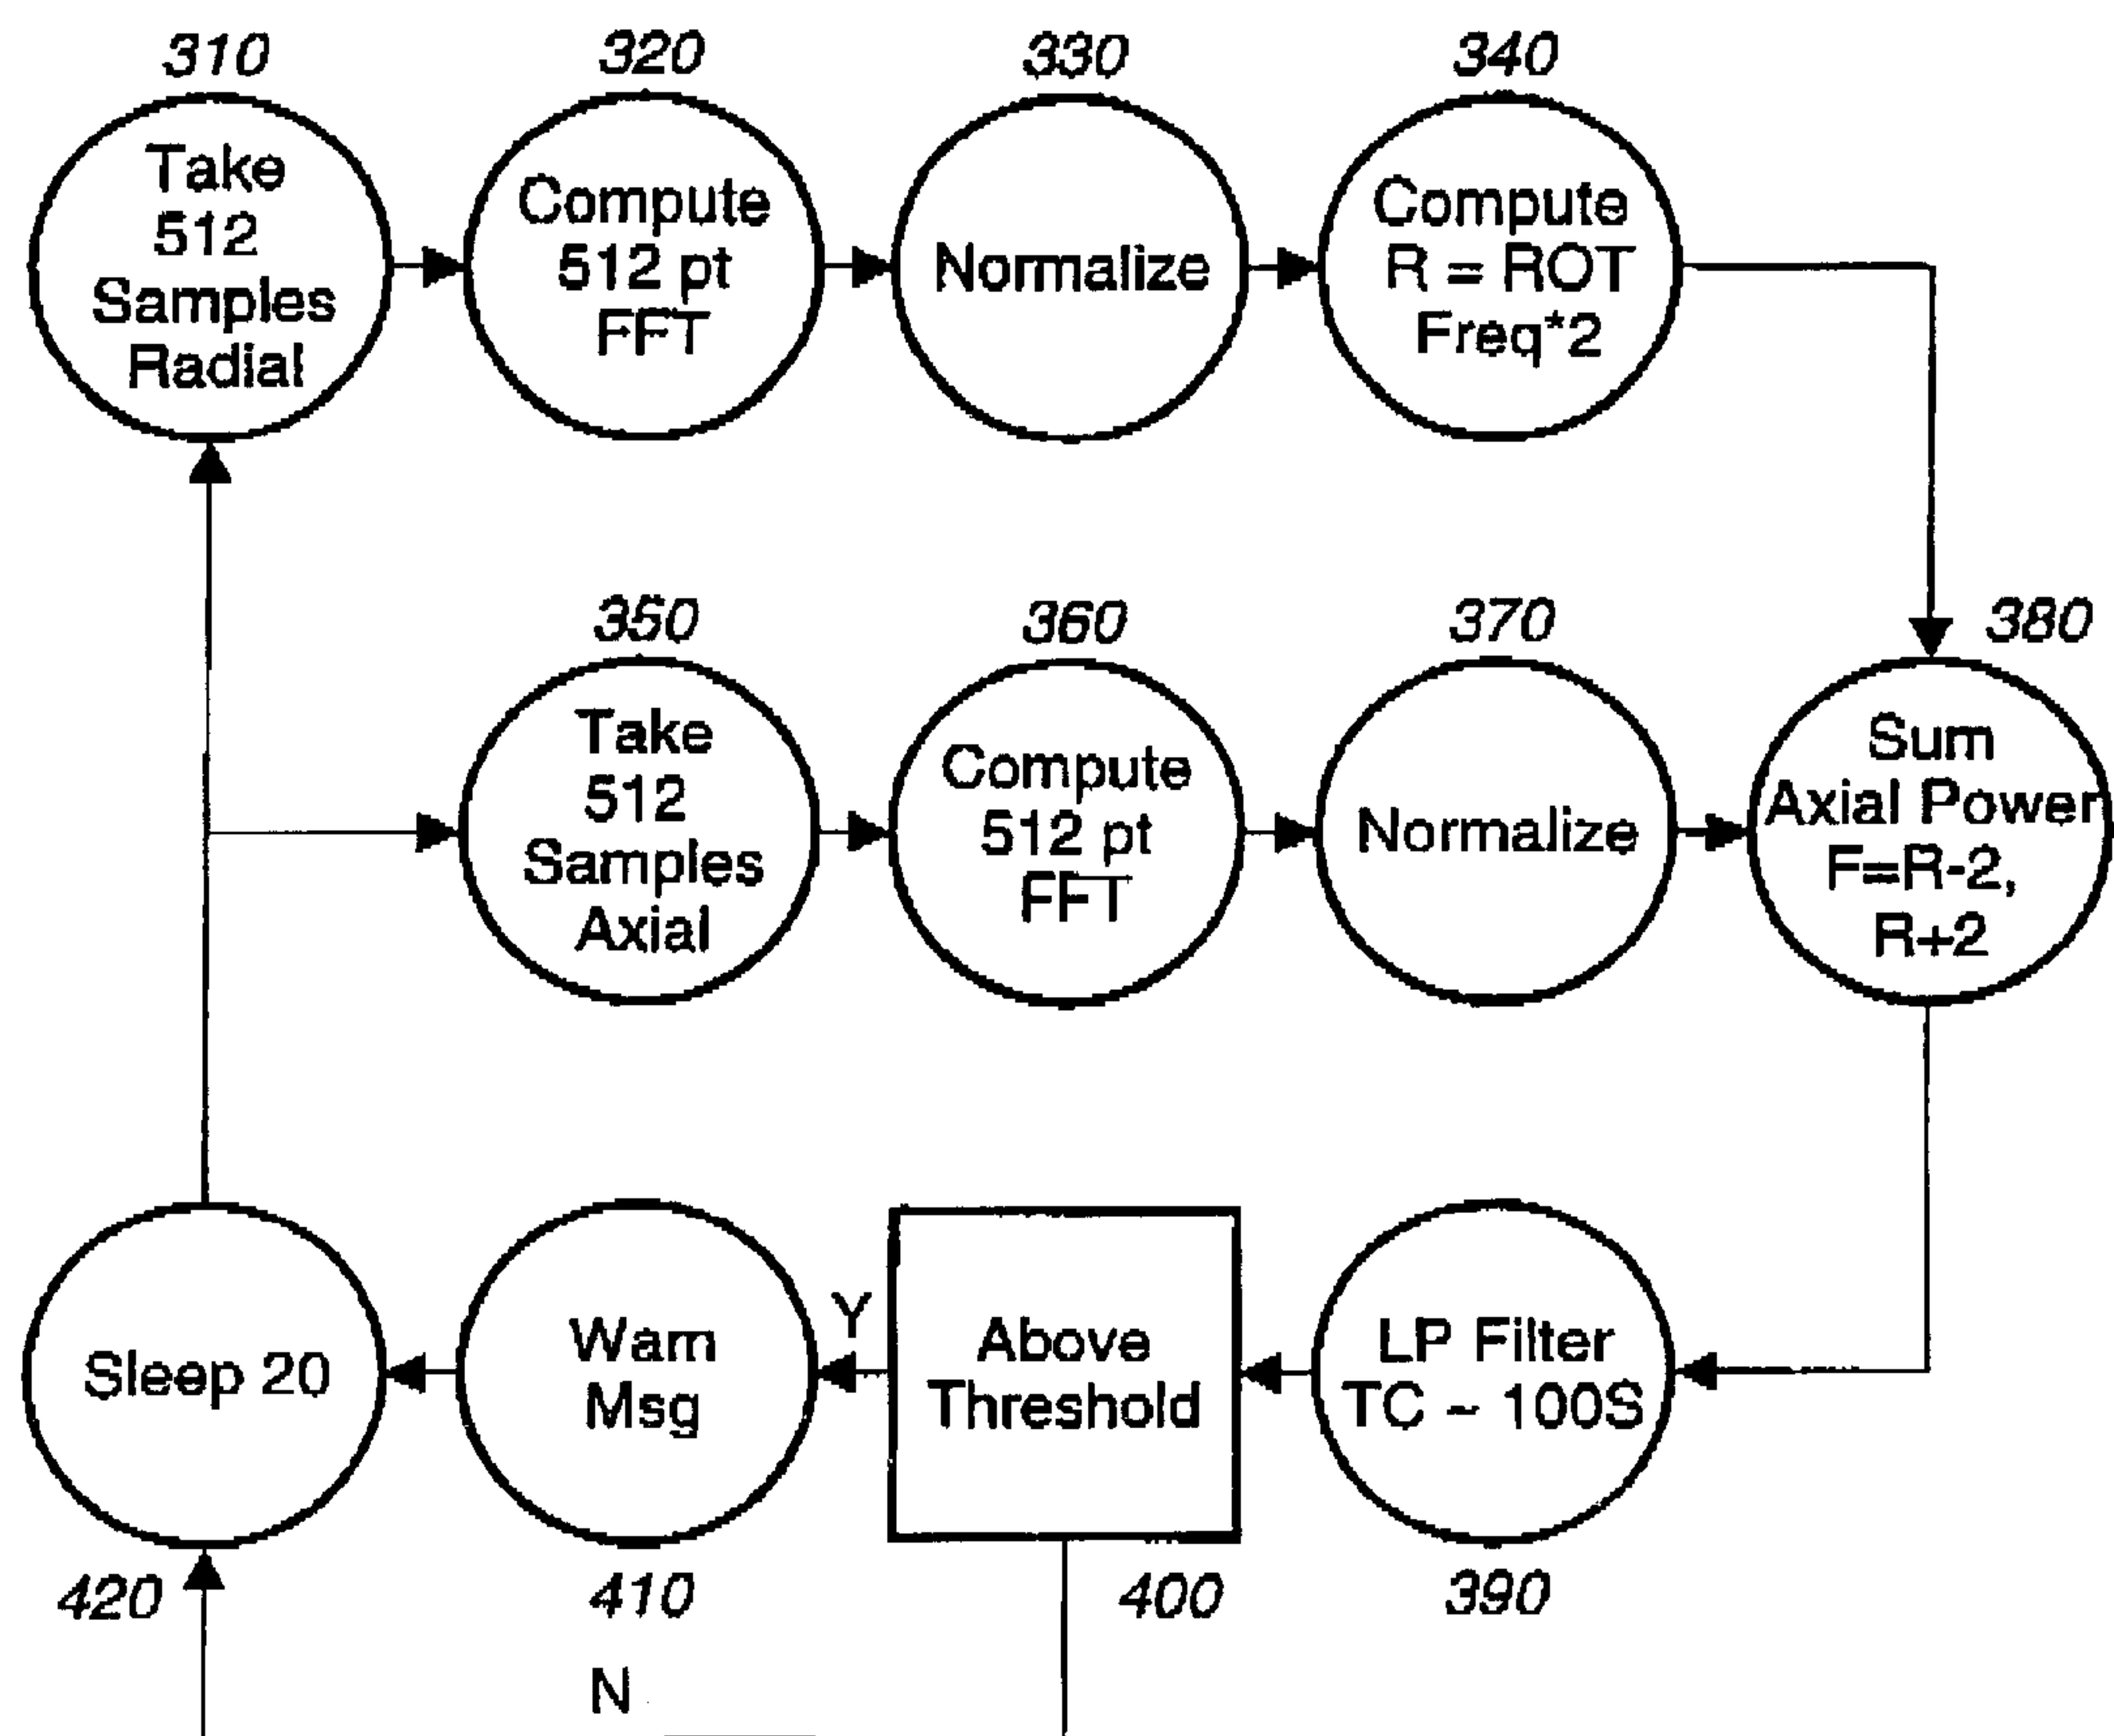 310
Take
512
Samples
Radial
320
Compute
512 pt
FFT
330
Normalize
340
Compute
R = ROT
Freq*2
350
Take
512
Samples
Axial
360
Compute
512 pt
FFT
370
Normalize
380
Sum
Axial Power
F=R-2,
R+2
Sleep 20
420
Wam
Msg
410
Y
Above
Threshold
400
LP Filter
TC ~ 100S
390
N